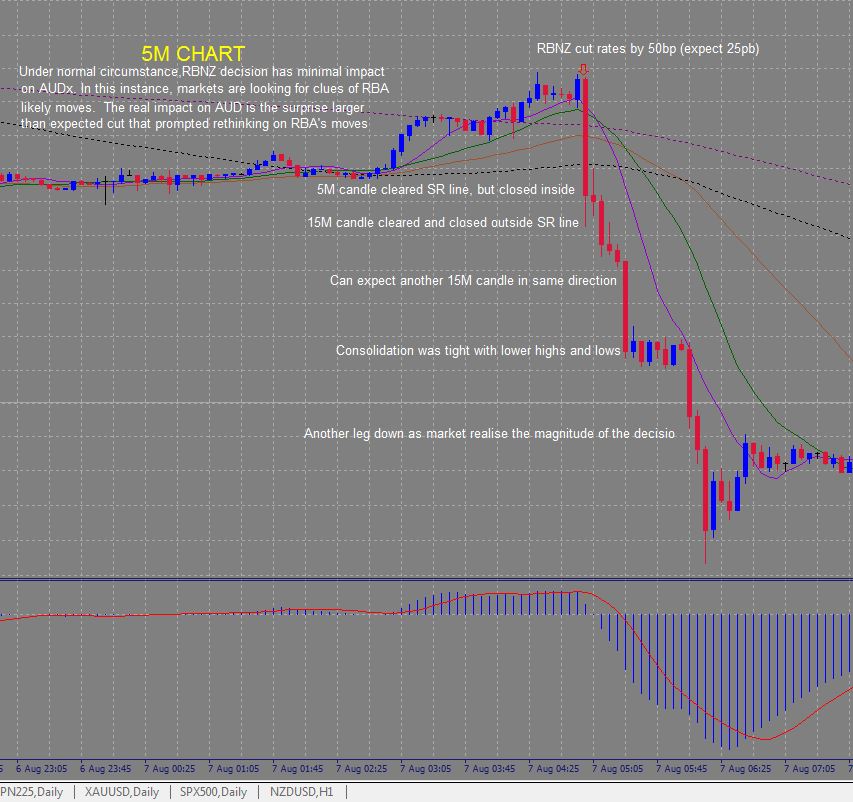 5M CHART
RBNZ cut rates by 50bp (expect 25pb)
Under normal circumstance,RBNZ decision has minimal impact
on AUDx. In this instance, markets are looking for clues of RBA
likely moves.  The real impact on AUD is the surprise larger
than expected cut that prompted rethinking on RBA's moves
5M candle cleared SR line, but closed inside
15M candle cleared and closed outside SR line
Can expect another 15M candle in same direction
Consolidation was tight with lower highs and lows
Another leg down as market realise the magnitude of the decisio
5 6 Aug 23:05 6 Aug 23:45 7 Aug 00:25 7 Aug 01:05 7 Aug 01:45 7 Aug 02:25 7 Aug 03:05 7 Aug 03:45 7 Aug 04:25 7 Aug 05:05 7 Aug 05:45 7 Aug 06:25 7 Aug 07:05 7
PN225,Daily | XAUUSD,Daily | SPX500,Daily | NZDUSD,H1 |